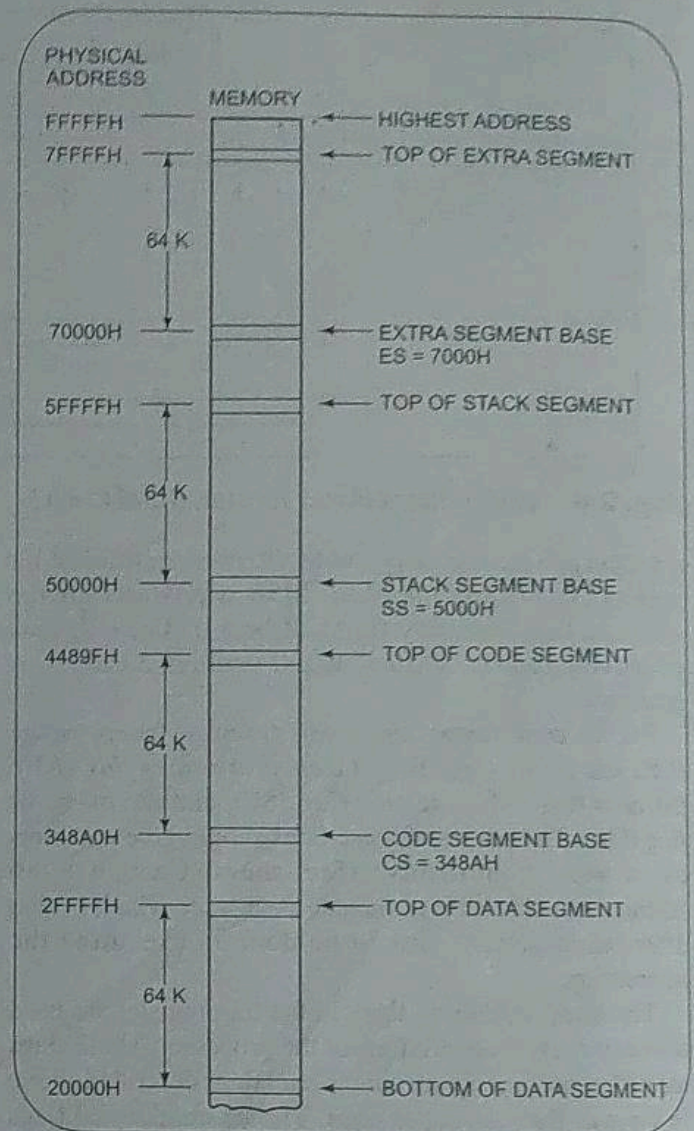 PHYSICAL
ADDRESS
MEMORY
FFFFFH HIGHEST ADDRESS
7FFFFH TOP OF EXTRA SEGMENT
64 K
70000H EXTRA SEGMENT BASE
ES = 7000H
5FFFFH TOP OF STACK SEGMENT
64 K
50000H STACK SEGMENT BASE
SS = 5000H
4489FH TOP OF CODE SEGMENT
64 K
348A0H CODE SEGMENT BASE
CS = 348AH
2FFFFH TOP OF DATA SEGMENT
64 K
20000H BOTTOM OF DATA SEGMENT